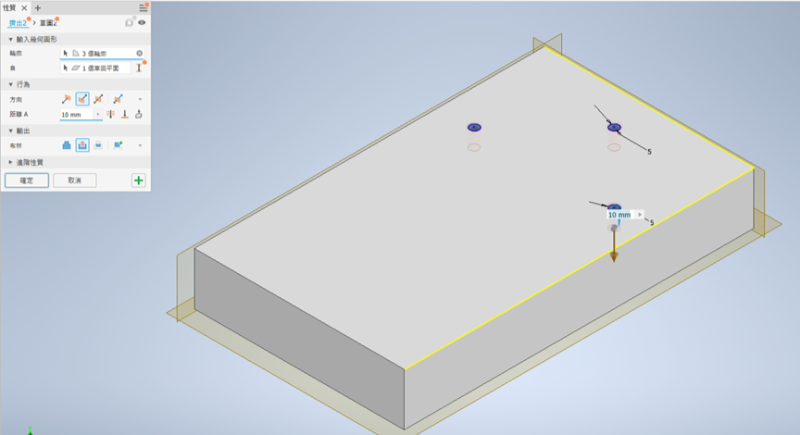 性質 × +
擠出2 › 草圖2
▼ 輸入幾何圖形
輪廓 3 個輪廓
自 1 個草圖平面
▼ 行為
方向
距離 A 10 mm
▼ 輸出
布林
▶ 進階性質
確定 取消
5
10 mm
5